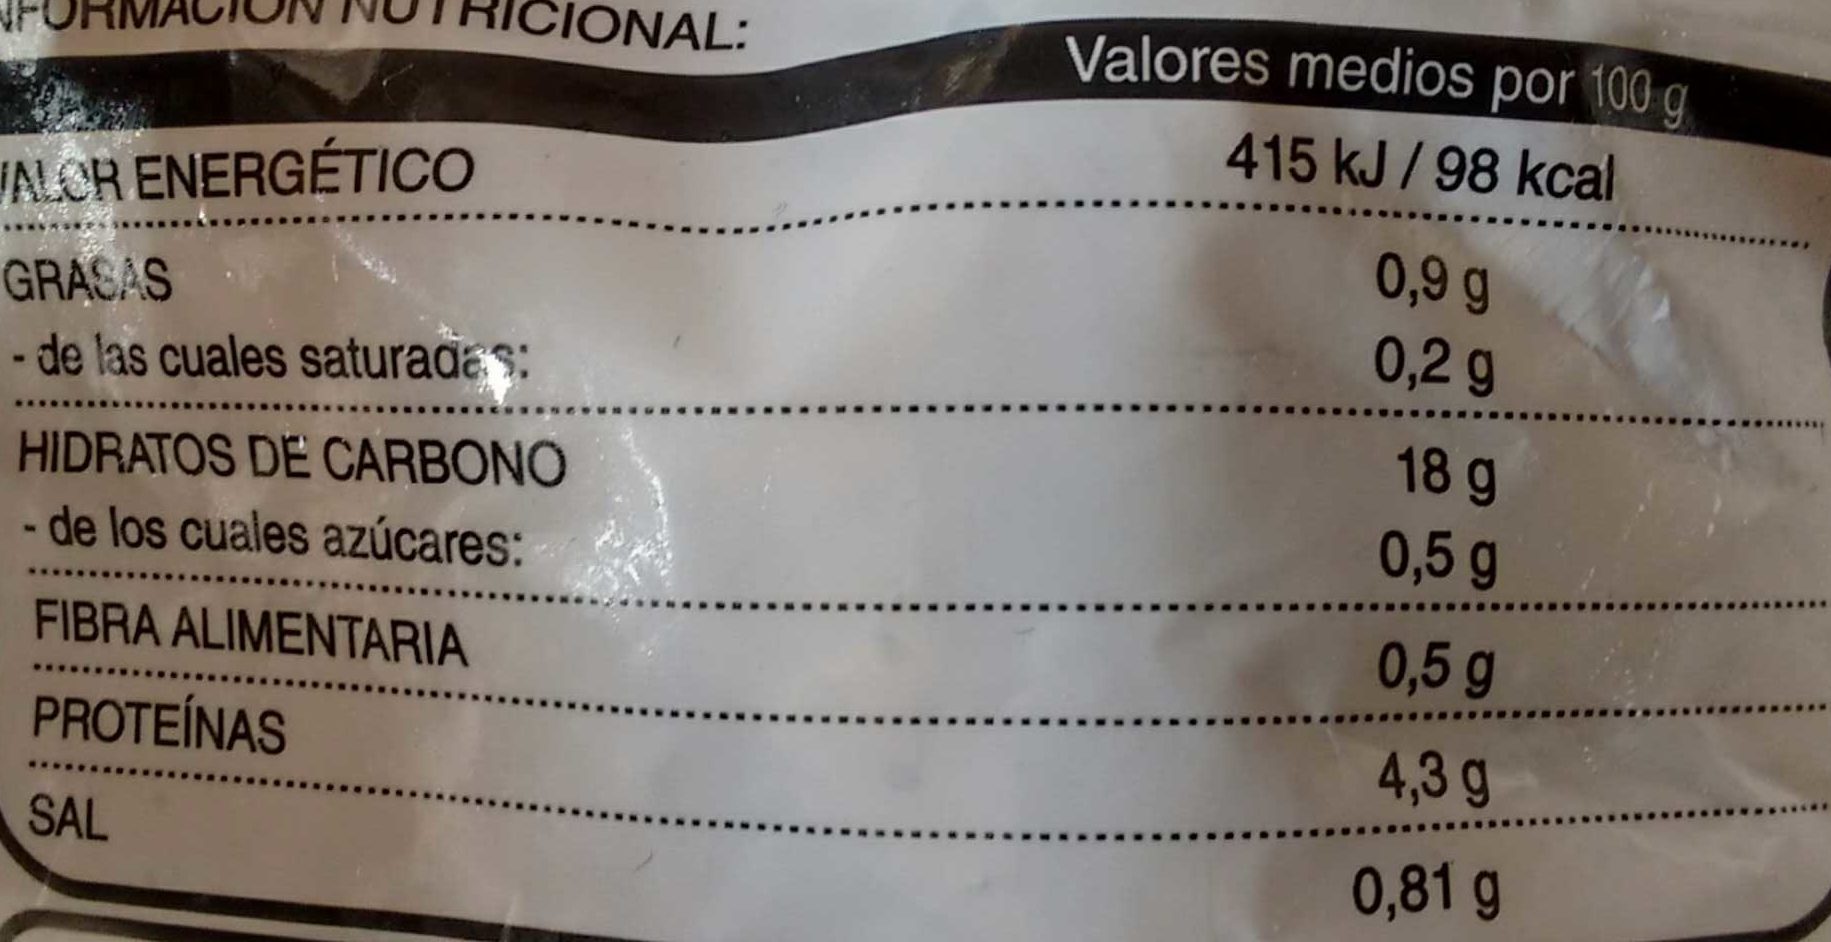 INFORMACIÓN NUTRICIONAL:
Valores medios por 100 g
VALOR ENERGÉTICO 415 kJ / 98 kcal
GRASAS 0,9 g
- de las cuales saturadas: 0,2 g
HIDRATOS DE CARBONO 18 g
- de los cuales azúcares: 0,5 g
FIBRA ALIMENTARIA 0,5 g
PROTEÍNAS 4,3 g
SAL 0,81 g